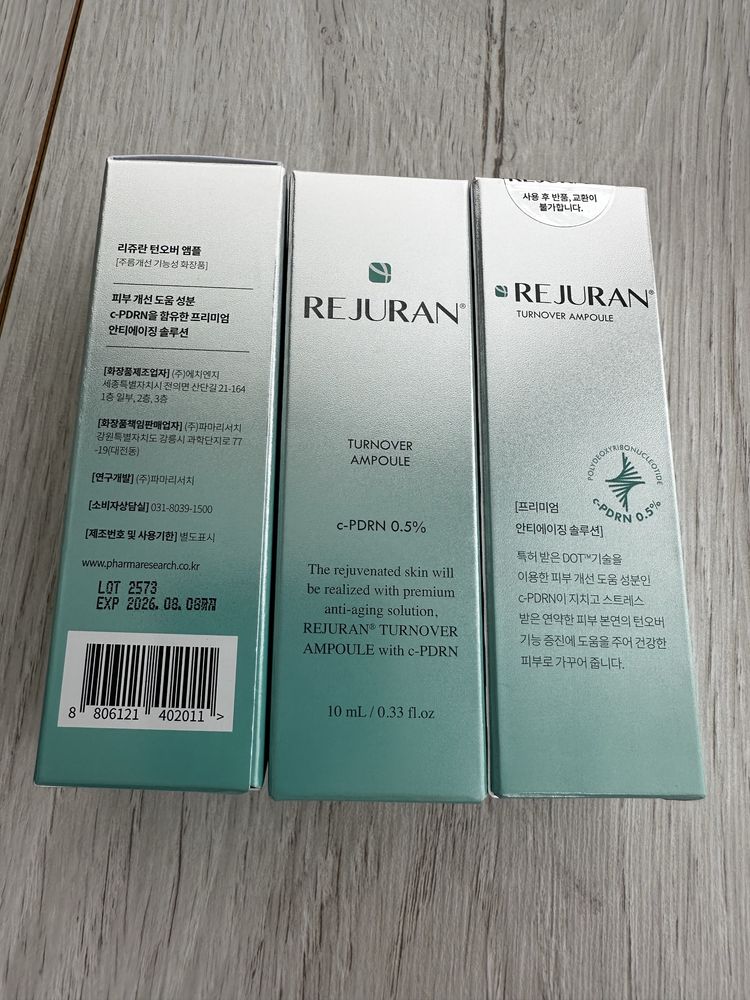 리쥬란 턴오버 앰플
[주름개선 기능성 화장품]
피부 개선 도움 성분
c-PDRN을 함유한 프리미엄
안티에이징 솔루션
[화장품제조업자] (주)에치엔지
세종특별자치시 전의면 산단길 21-164
1층 일부, 2층, 3층
[화장품책임판매업자] (주)파마리서치
강원특별자치도 강릉시 과학단지로 77
-19(대전동)
[연구개발] (주)파마리서치
[소비자상담실] 031-8039-1500
[제조번호 및 사용기한] 별도표시
www.pharmaresearch.co.kr
LOT 2573
EXP 2026. 08. 08까지
8 806121 402011 >
REJURAN®
TURNOVER
AMPOULE
c-PDRN 0.5%
The rejuvenated skin will
be realized with premium
anti-aging solution,
REJURAN® TURNOVER
AMPOULE with c-PDRN
10 mL / 0.33 fl.oz
사용 후 반품, 교환이
불가합니다.
REJURAN®
TURNOVER AMPOULE
POLYDEOXYRIBONUCLEOTIDE
c-PDRN 0.5%
[프리미엄
안티에이징 솔루션]
특허 받은 DOT™기술을
이용한 피부 개선 도움 성분인
c-PDRN이 지치고 스트레스
받은 연약한 피부 본연의 턴오버
기능 증진에 도움을 주어 건강한
피부로 가꾸어 줍니다.